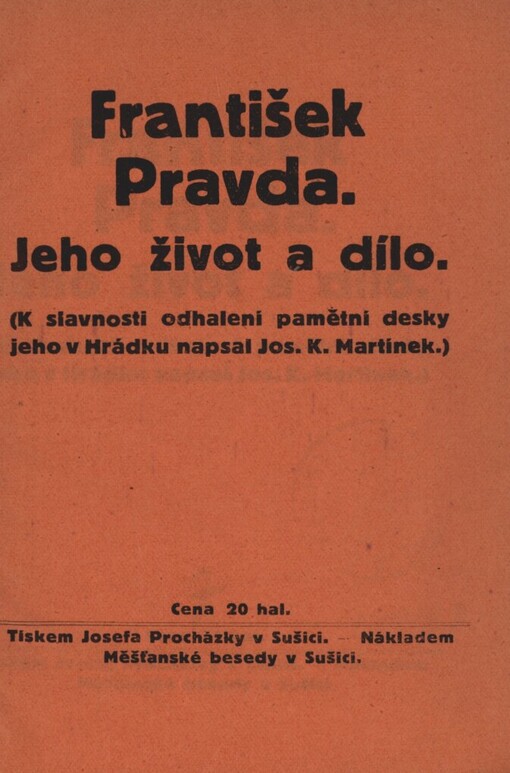 František
Pravda.
Jeho život a dílo.
(K slavnosti odhalení pamětní desky
jeho v Hrádku napsal Jos. K. Martínek.)
Cena 20 hal.
Tiskem Josefa Procházky v Sušici. — Nákladem
Měšťanské besedy v Sušici.